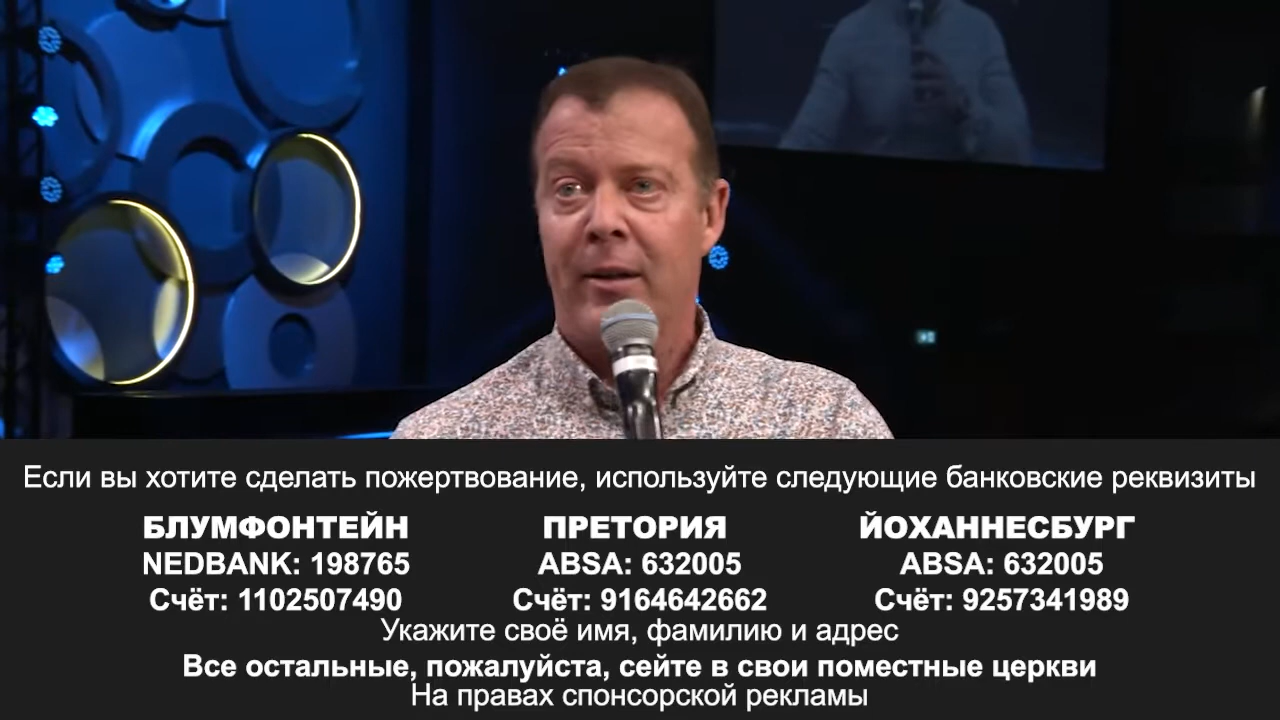 Если вы хотите сделать пожертвование, используйте следующие банковские реквизиты
БЛУМФОНТЕЙН ПРЕТОРИЯ ЙОХАННЕСБУРГ
NEDBANK: 198765 ABSA: 632005 ABSA: 632005
Счёт: 1102507490 Счёт: 9164642662 Счёт: 9257341989
Укажите своё имя, фамилию и адрес
Все остальные, пожалуйста, сейте в свои поместные церкви
На правах спонсорской рекламы